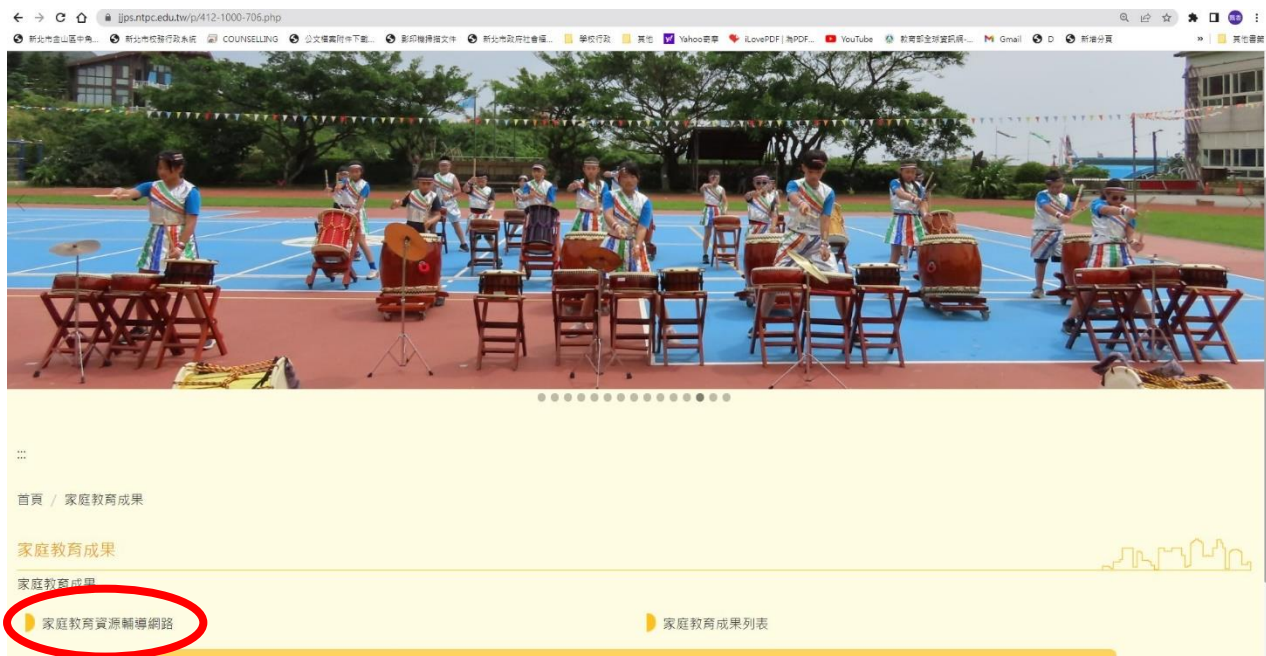 jjps.ntpc.edu.tw/p/412-1000-706.php
新北市金山區中角... 新北市校務行政系統 COUNSELLING 公文檔案附件下載... 影印機掃描文件 新北市政府社會經... 學校行政 其他 Yahoo奇摩 iLovePDF | 為PDF... YouTube 教育部全球資訊網-... Gmail D 新增分頁 » 其他書籤
:::
首頁 / 家庭教育成果
家庭教育成果
家庭教育成果
家庭教育資源輔導網路 家庭教育成果列表